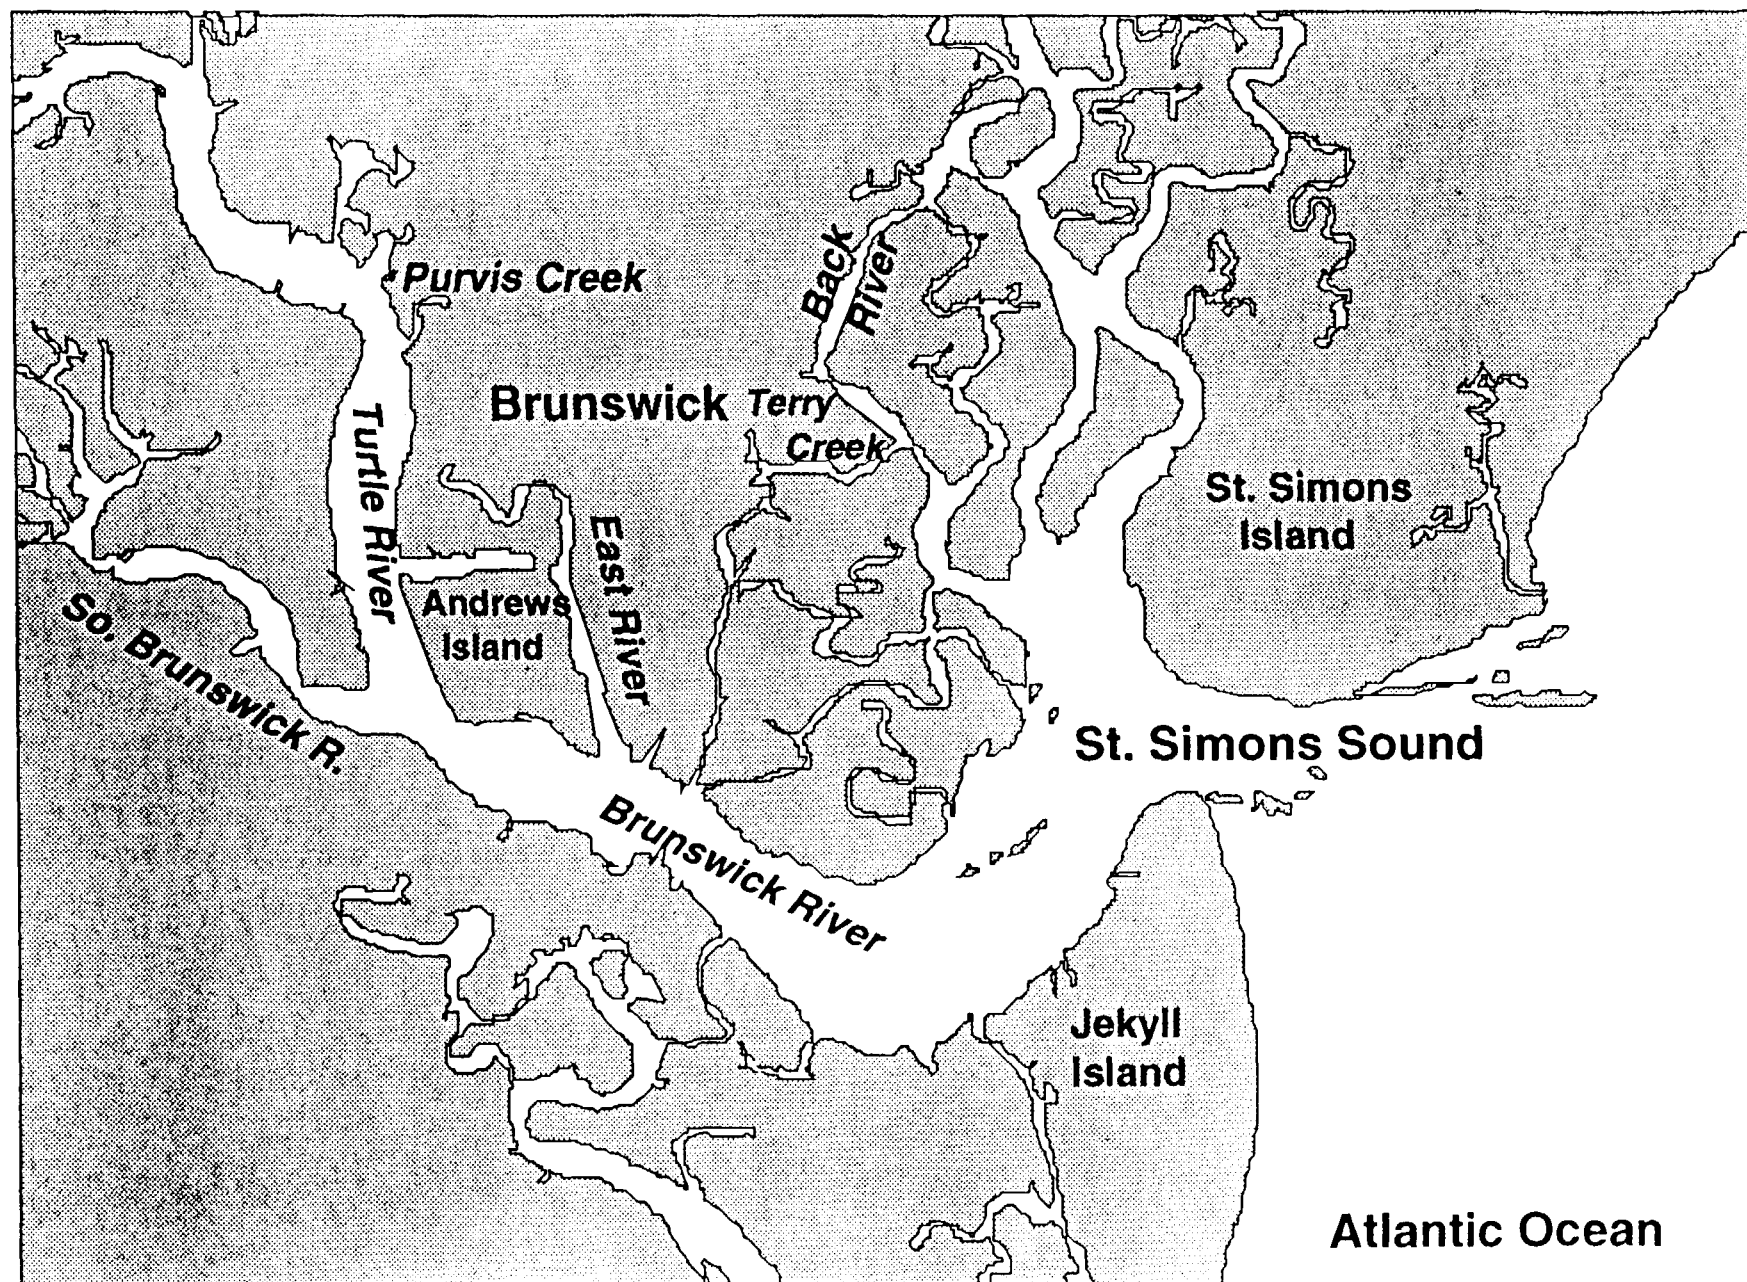 Purvis Creek
Back
River
Brunswick
Terry
Creek
Turtle River
East River
St. Simons
Island
Andrews
Island
So. Brunswick R.
St. Simons Sound
Brunswick River
Jekyll
Island
Atlantic Ocean